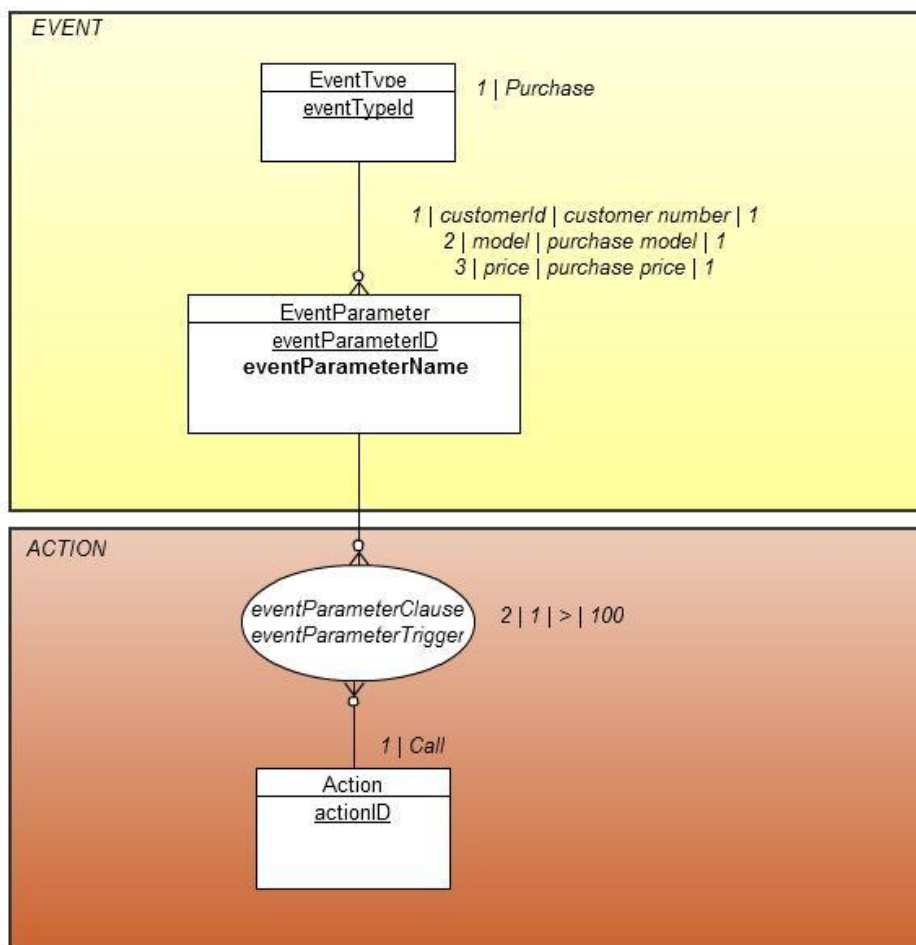 EVENT
EventType
1 | Purchase
eventTypeId
1 | customerId | customer number | 1
2 | model | purchase model | 1
3 | price | purchase price | 1
EventParameter
eventParameterID
eventParameterName
ACTION
eventParameterClause
eventParameterTrigger
2 | 1 | > | 100
1 | Call
Action
actionID